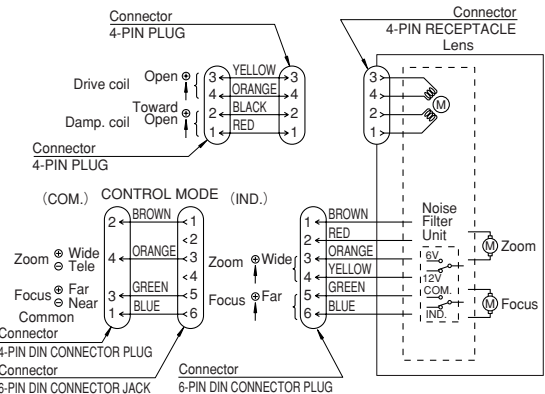 Connector
4-PIN PLUG
Connector
4-PIN RECEPTACLE
Lens
Drive coil
Open ⊕
Toward
Open ⊕
Damp. coil
3 YELLOW 3
4 ORANGE 4
2 BLACK 2
1 RED 1
3
4
2
1
M
Connector
4-PIN PLUG
(COM.) CONTROL MODE (IND.)
2 BROWN 1
2
4 ORANGE 3
4
3 GREEN 5
1 BLUE 6
Zoom ⊕ Wide
⊖ Tele
Focus ⊕ Far
⊖ Near
Common
Connector
4-PIN DIN CONNECTOR PLUG
Connector
6-PIN DIN CONNECTOR JACK
Zoom ⊕ Wide
Focus ⊕ Far
1 BROWN
2 RED
3 ORANGE
4 YELLOW
5 GREEN
6 BLUE
Connector
6-PIN DIN CONNECTOR PLUG
Noise
Filter
Unit
6V
12V
COM.
IND.
M Zoom
M Focus